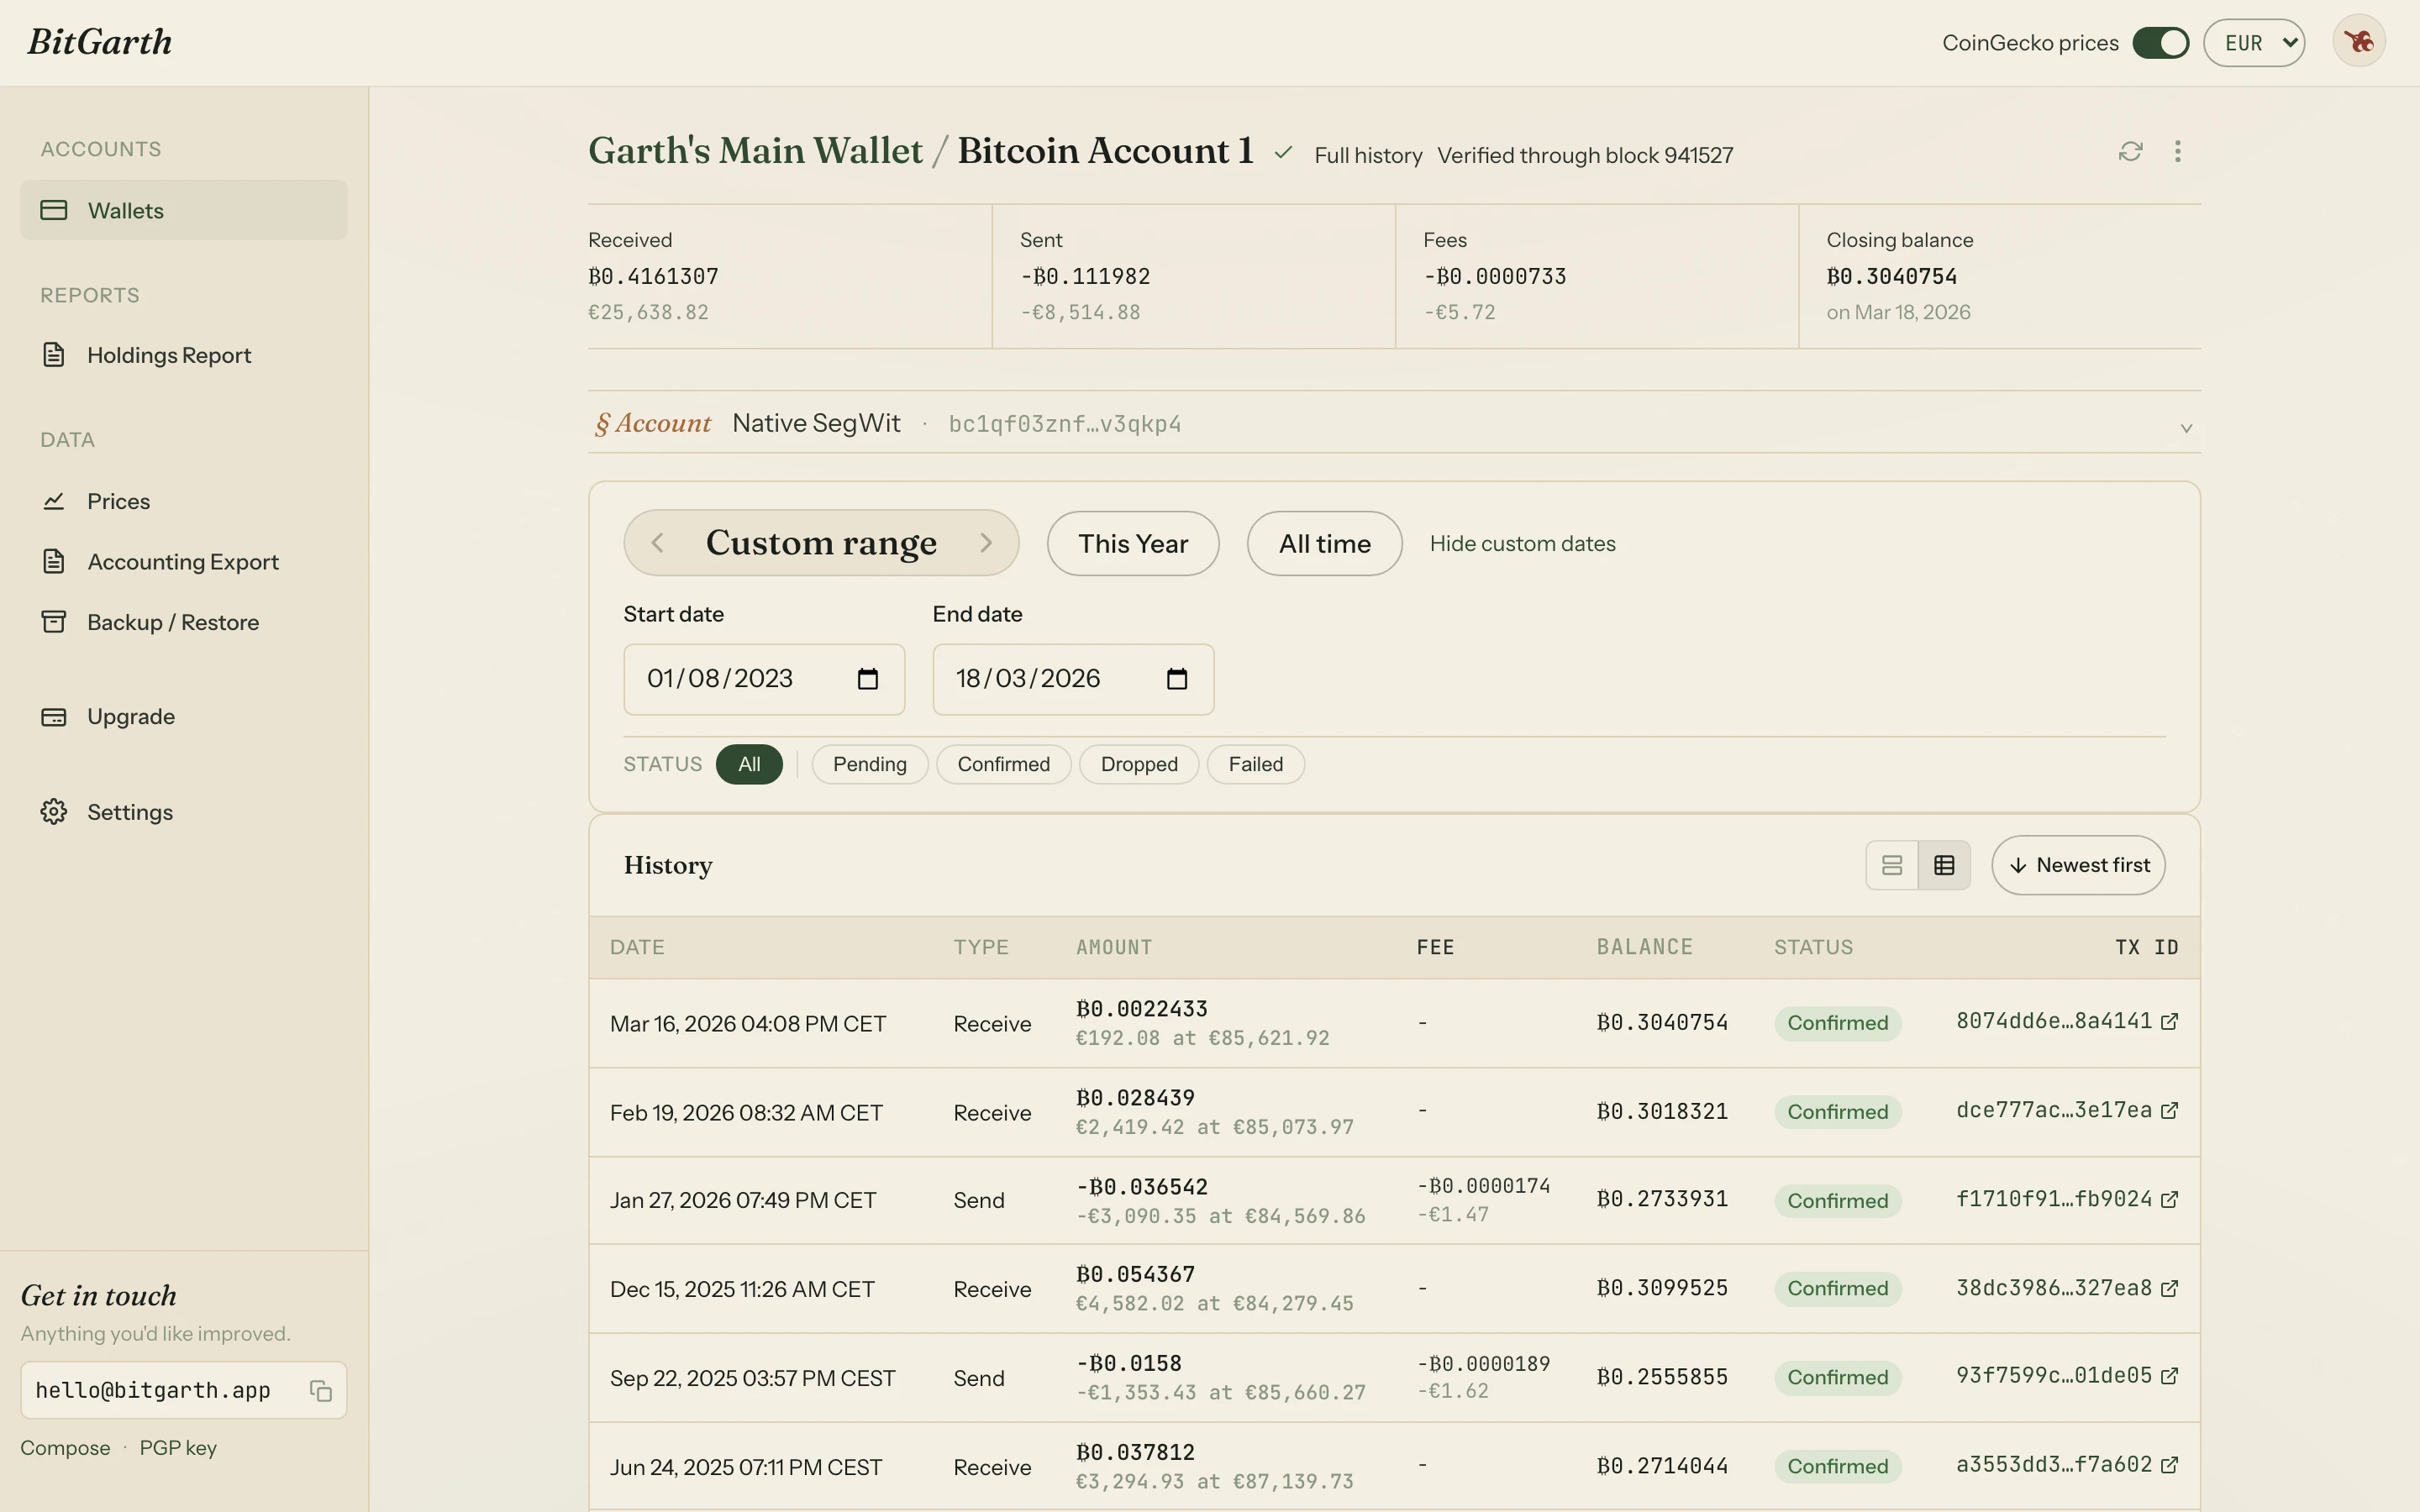 BitGarth
CoinGecko prices
EUR
ACCOUNTS
Wallets
REPORTS
Holdings Report
DATA
Prices
Accounting Export
Backup / Restore
Upgrade
Settings
Get in touch
Anything you'd like improved.
hello@bitgarth.app
Compose · PGP key
Garth's Main Wallet / Bitcoin Account 1 Full history Verified through block 941527
Received Sent Fees Closing balance
₿0.4161307 -₿0.111982 -₿0.0000733 ₿0.3040754
€25,638.82 -€8,514.88 -€5.72 on Mar 18, 2026
§ Account Native SegWit · bc1qf03znf…v3qkp4
Custom range This Year All time Hide custom dates
Start date End date
01/08/2023 18/03/2026
STATUS All Pending Confirmed Dropped Failed
History Newest first
DATE TYPE AMOUNT FEE BALANCE STATUS TX ID
Mar 16, 2026 04:08 PM CET Receive ₿0.0022433 - ₿0.3040754 Confirmed 8074dd6e…8a4141
€192.08 at €85,621.92
Feb 19, 2026 08:32 AM CET Receive ₿0.028439 - ₿0.3018321 Confirmed dce777ac…3e17ea
€2,419.42 at €85,073.97
Jan 27, 2026 07:49 PM CET Send -₿0.036542 -₿0.0000174 ₿0.2733931 Confirmed f1710f91…fb9024
-€3,090.35 at €84,569.86 -€1.47
Dec 15, 2025 11:26 AM CET Receive ₿0.054367 - ₿0.3099525 Confirmed 38dc3986…327ea8
€4,582.02 at €84,279.45
Sep 22, 2025 03:57 PM CEST Send -₿0.0158 -₿0.0000189 ₿0.2555855 Confirmed 93f7599c…01de05
-€1,353.43 at €85,660.27 -€1.62
Jun 24, 2025 07:11 PM CEST Receive ₿0.037812 - ₿0.2714044 Confirmed a3553dd3…f7a602
€3,294.93 at €87,139.73